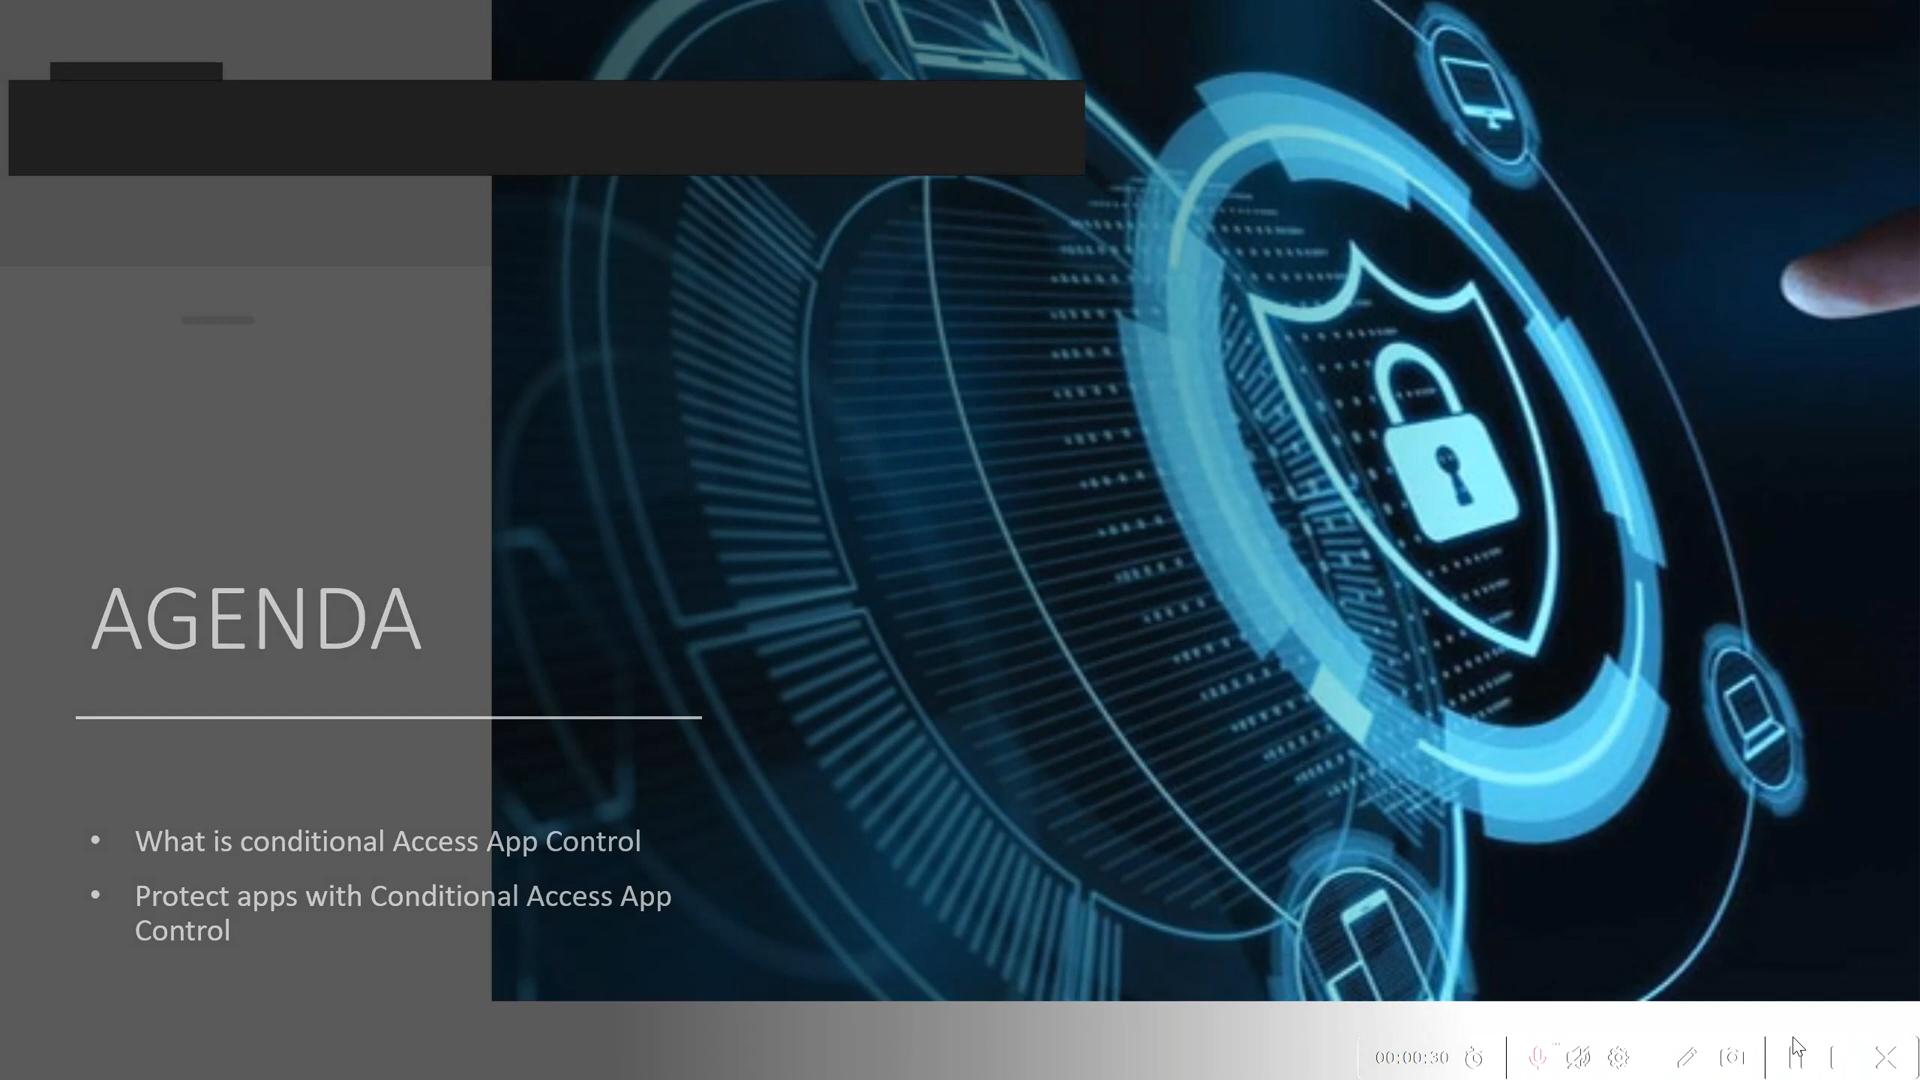 AGENDA
• What is conditional Access App Control
• Protect apps with Conditional Access App
Control
00:00:30